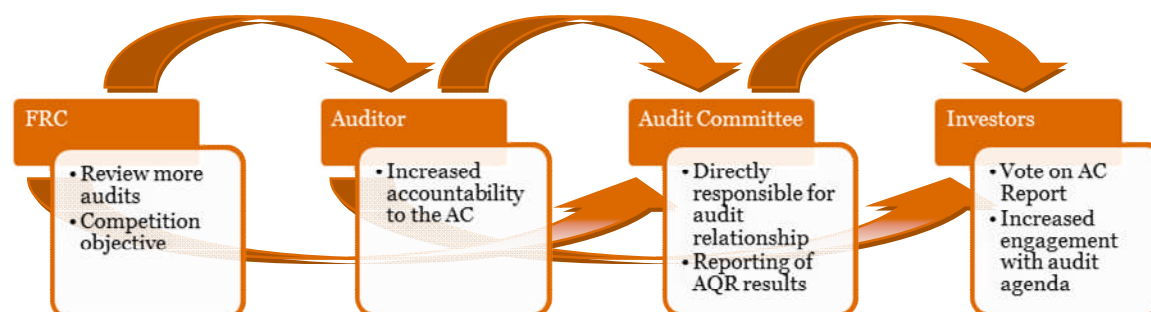 FRC
• Review more
audits
• Competition
objective
Auditor
• Increased
accountability
to the AC
Audit Committee
• Directly
responsible for
audit
relationship
• Reporting of
AQR results
Investors
• Vote on AC
Report
• Increased
engagement
with audit
agenda